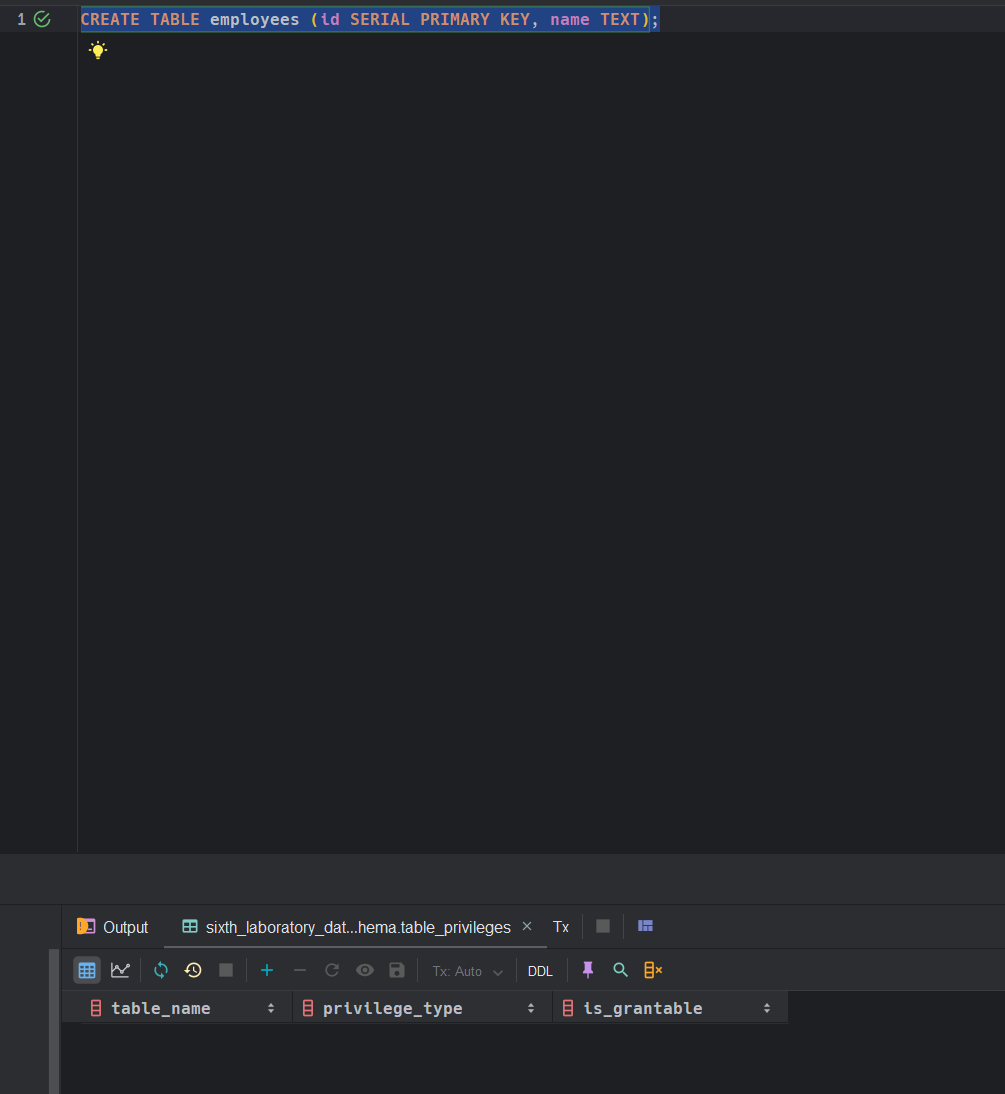 1 CREATE TABLE employees (id SERIAL PRIMARY KEY, name TEXT);
Output sixth_laboratory_dat...hema.table_privileges Tx
Tx: Auto DDL
table_name privilege_type is_grantable